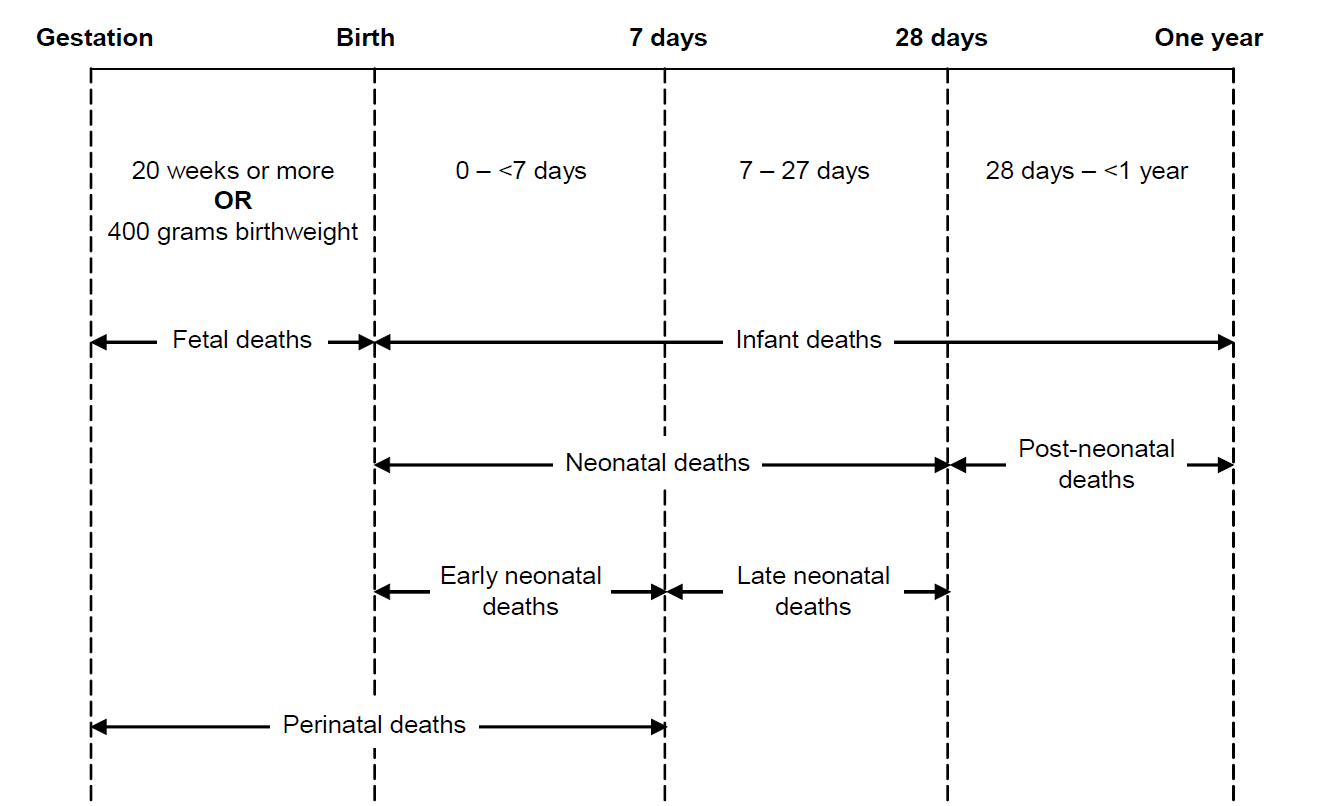 Gestation Birth 7 days 28 days One year
20 weeks or more 0 – <7 days 7 – 27 days 28 days – <1 year
OR
400 grams birthweight
Fetal deaths Infant deaths
Neonatal deaths Post-neonatal
deaths
Early neonatal Late neonatal
deaths deaths
Perinatal deaths